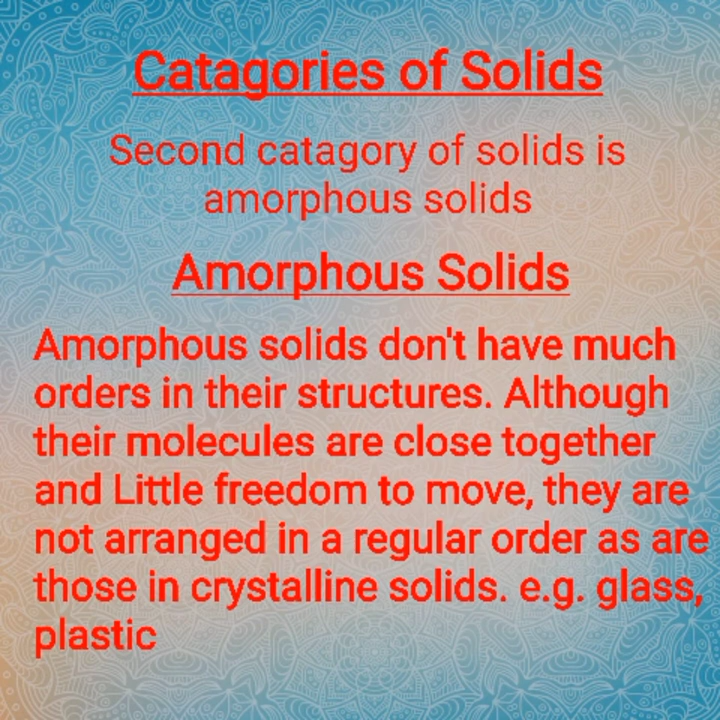 Catagories of Solids
Second catagory of solids is
amorphous solids
Amorphous Solids
Amorphous solids don't have much
orders in their structures. Although
their molecules are close together
and Little freedom to move, they are
not arranged in a regular order as are
those in crystalline solids. e.g. glass,
plastic